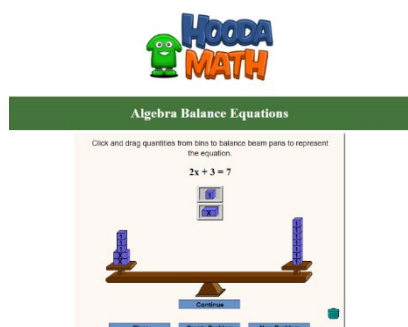 HOODA
MATH
Algebra Balance Equations
Click and drag quantities from bins to balance beam pans to represent
the equation.
2x + 3 = 7
1
X
Continue